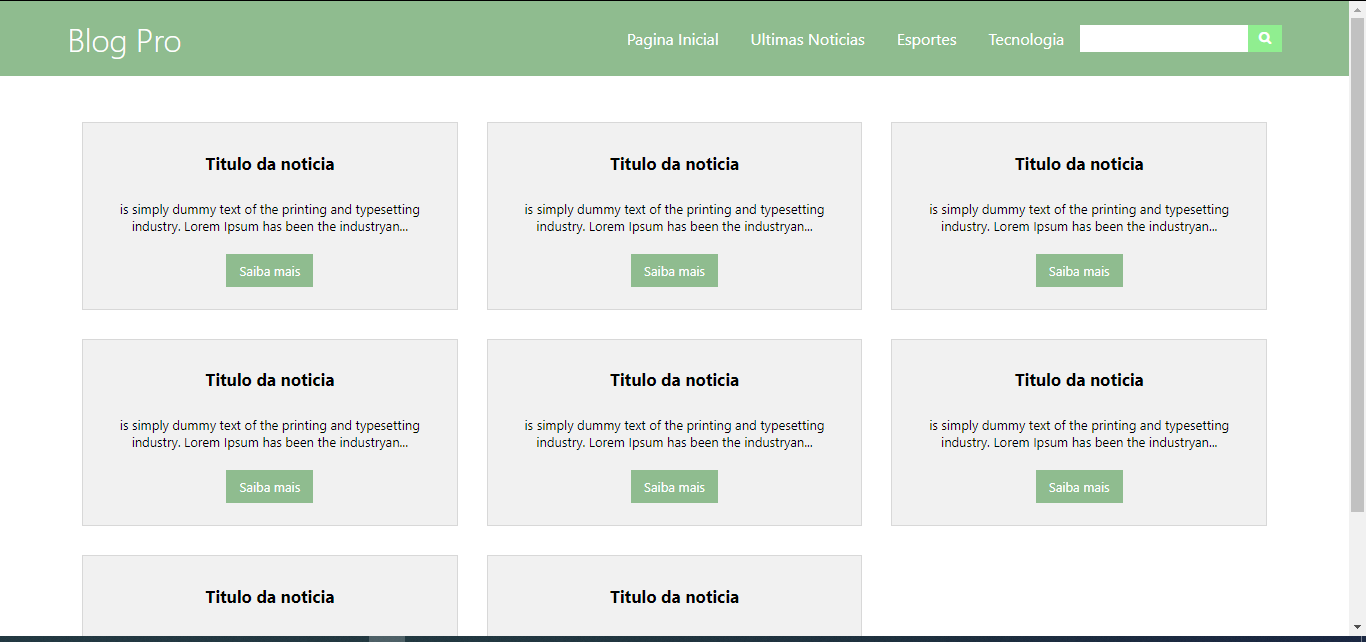 Blog Pro
Pagina Inicial Ultimas Noticias Esportes Tecnologia
Titulo da noticia
is simply dummy text of the printing and typesetting
industry. Lorem Ipsum has been the industryan...
Saiba mais
Titulo da noticia
is simply dummy text of the printing and typesetting
industry. Lorem Ipsum has been the industryan...
Saiba mais
Titulo da noticia
is simply dummy text of the printing and typesetting
industry. Lorem Ipsum has been the industryan...
Saiba mais
Titulo da noticia
is simply dummy text of the printing and typesetting
industry. Lorem Ipsum has been the industryan...
Saiba mais
Titulo da noticia
is simply dummy text of the printing and typesetting
industry. Lorem Ipsum has been the industryan...
Saiba mais
Titulo da noticia
is simply dummy text of the printing and typesetting
industry. Lorem Ipsum has been the industryan...
Saiba mais
Titulo da noticia
Titulo da noticia